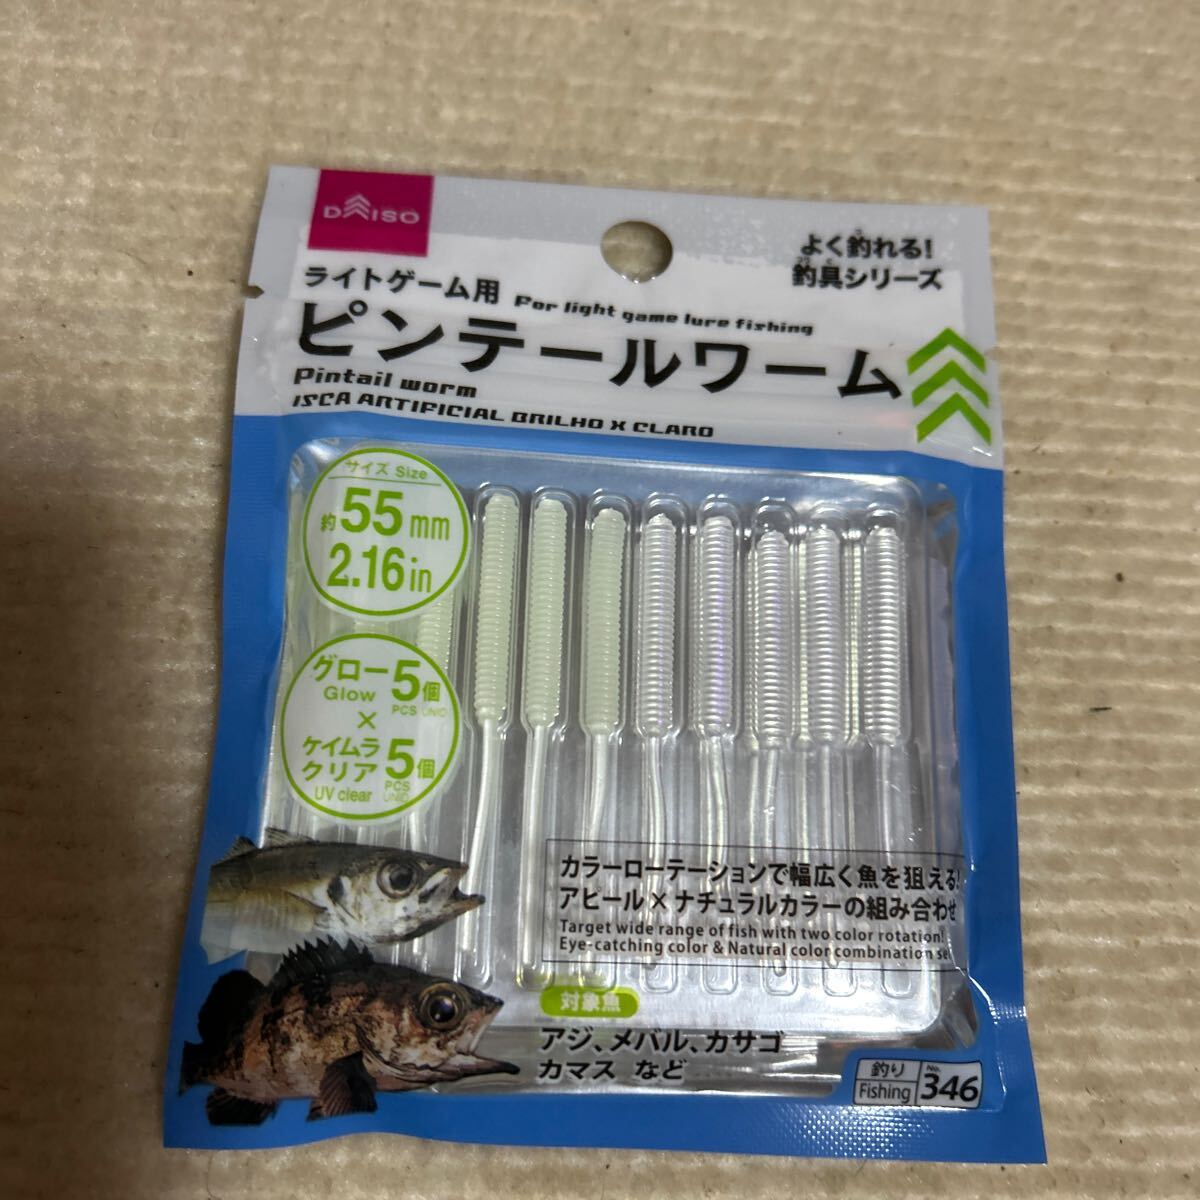 DAISO
よく釣れる!
釣具シリーズ
ライトゲーム用 For light game lure fishing
ピンテールワーム
Pintail worm
ISCA ARTIFICIAL BRILHO X CLARO
サイズ Size
約55mm
2.16in
グロー5個
Glow PCS UNID
×
ケイムラ
クリア5個
UV clear PCS UNID
カラーローテーションで幅広く魚を狙える!
アピール×ナチュラルカラーの組み合わせ
Target wide range of fish with two color rotation!
Eye-catching color & Natural color combination set
対象魚
アジ、メバル、カサゴ
カマス など
釣り
Fishing
No.
346